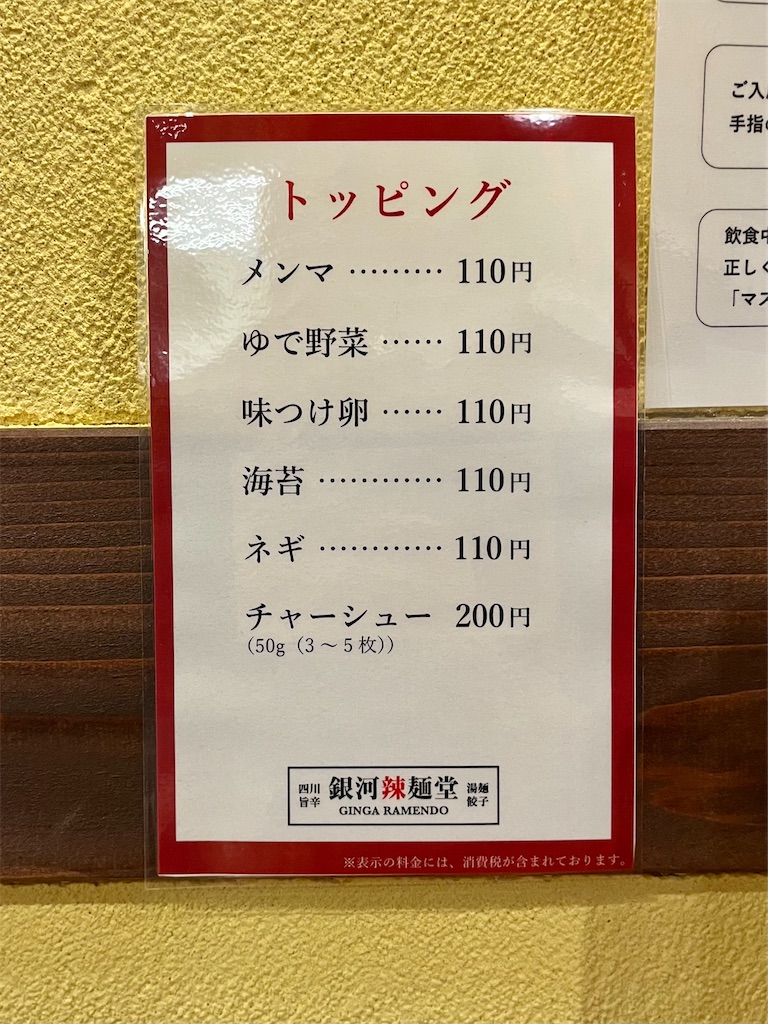 トッピング
メンマ ……… 110円
ゆで野菜 …… 110円
味つけ卵 …… 110円
海苔 ………… 110円
ネギ ………… 110円
チャーシュー 200円
（50g（3～5枚））
四川
旨辛
銀河辣麺堂
GINGA RAMENDO
湯麺
餃子
※表示の料金には、消費税が含まれております。
ご入
手指
飲食中
正しく
「マス